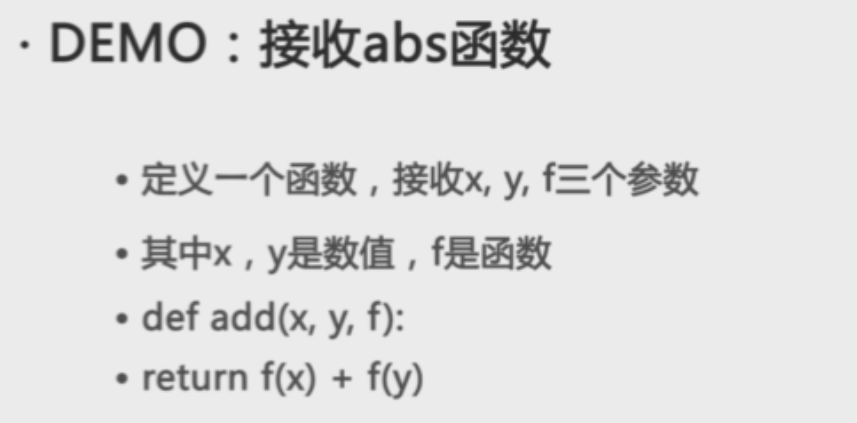 · DEMO：接收abs函数
• 定义一个函数，接收x, y, f三个参数
• 其中x，y是数值，f是函数
• def add(x, y, f):
• return f(x) + f(y)